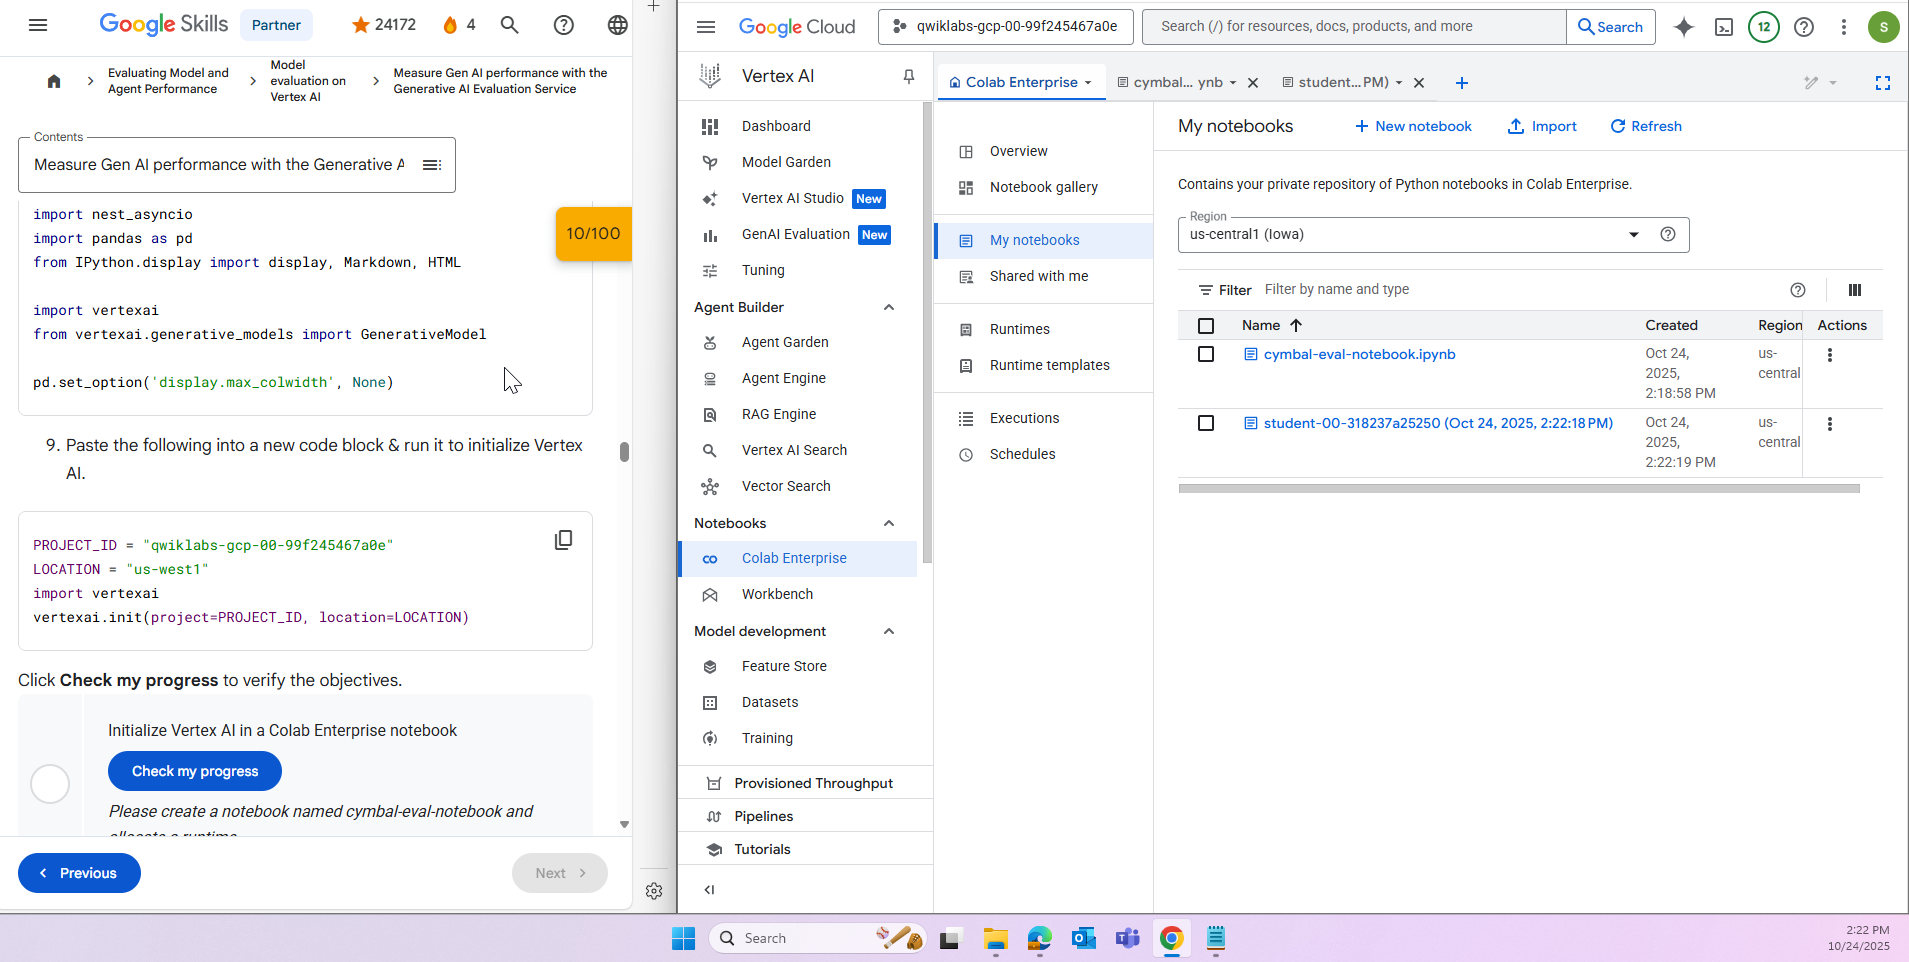 Google Skills
Partner
24172
4
Evaluating Model and
Agent Performance
Model
evaluation on
Vertex AI
Measure Gen AI performance with the
Generative AI Evaluation Service
Contents
Measure Gen AI performance with the Generative A
import nest_asyncio
import pandas as pd
from IPython.display import display, Markdown, HTML
import vertexai
from vertexai.generative_models import GenerativeModel
pd.set_option('display.max_colwidth', None)
10/100
9. Paste the following into a new code block & run it to initialize Vertex
AI.
PROJECT_ID = "qwiklabs-gcp-00-99f245467a0e"
LOCATION = "us-west1"
import vertexai
vertexai.init(project=PROJECT_ID, location=LOCATION)
Click Check my progress to verify the objectives.
Initialize Vertex AI in a Colab Enterprise notebook
Check my progress
Please create a notebook named cymbal-eval-notebook and
allocate a runtime
Previous
Next
Google Cloud
qwiklabs-gcp-00-99f245467a0e
Search (/) for resources, docs, products, and more
Search
12
S
Vertex AI
Dashboard
Model Garden
Vertex AI Studio New
GenAI Evaluation New
Tuning
Agent Builder
Agent Garden
Agent Engine
RAG Engine
Vertex AI Search
Vector Search
Notebooks
Colab Enterprise
Workbench
Model development
Feature Store
Datasets
Training
Provisioned Throughput
Pipelines
Tutorials
Colab Enterprise
cymbal... ynb
student...PM)
Overview
Notebook gallery
My notebooks
Shared with me
Runtimes
Runtime templates
Executions
Schedules
My notebooks
New notebook
Import
Refresh
Contains your private repository of Python notebooks in Colab Enterprise.
Region
us-central1 (Iowa)
Filter Filter by name and type
Name Created Region Actions
cymbal-eval-notebook.ipynb
Oct 24,
2025,
2:18:58 PM
us-
central
student-00-318237a25250 (Oct 24, 2025, 2:22:18 PM)
Oct 24,
2025,
2:22:19 PM
us-
central
Search
2:22 PM
10/24/2025